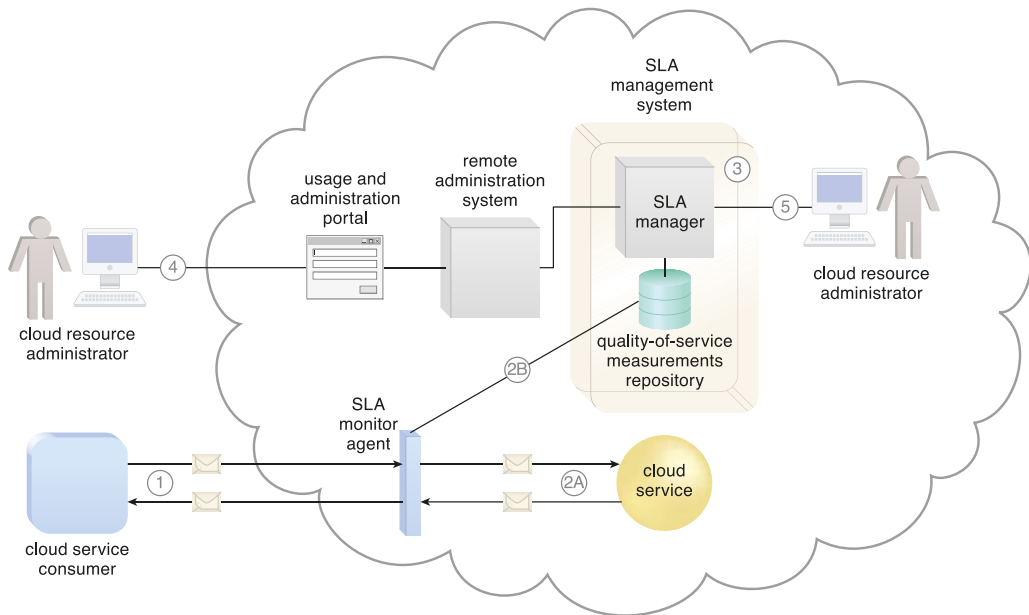 SLA
management
system
remote
administration
system
usage and
administration
portal
3
SLA
manager
5
4
cloud resource
administrator
cloud resource
administrator
quality-of-service
measurements
repository
2B
SLA
monitor
agent
1
2A
cloud
service
cloud service
consumer